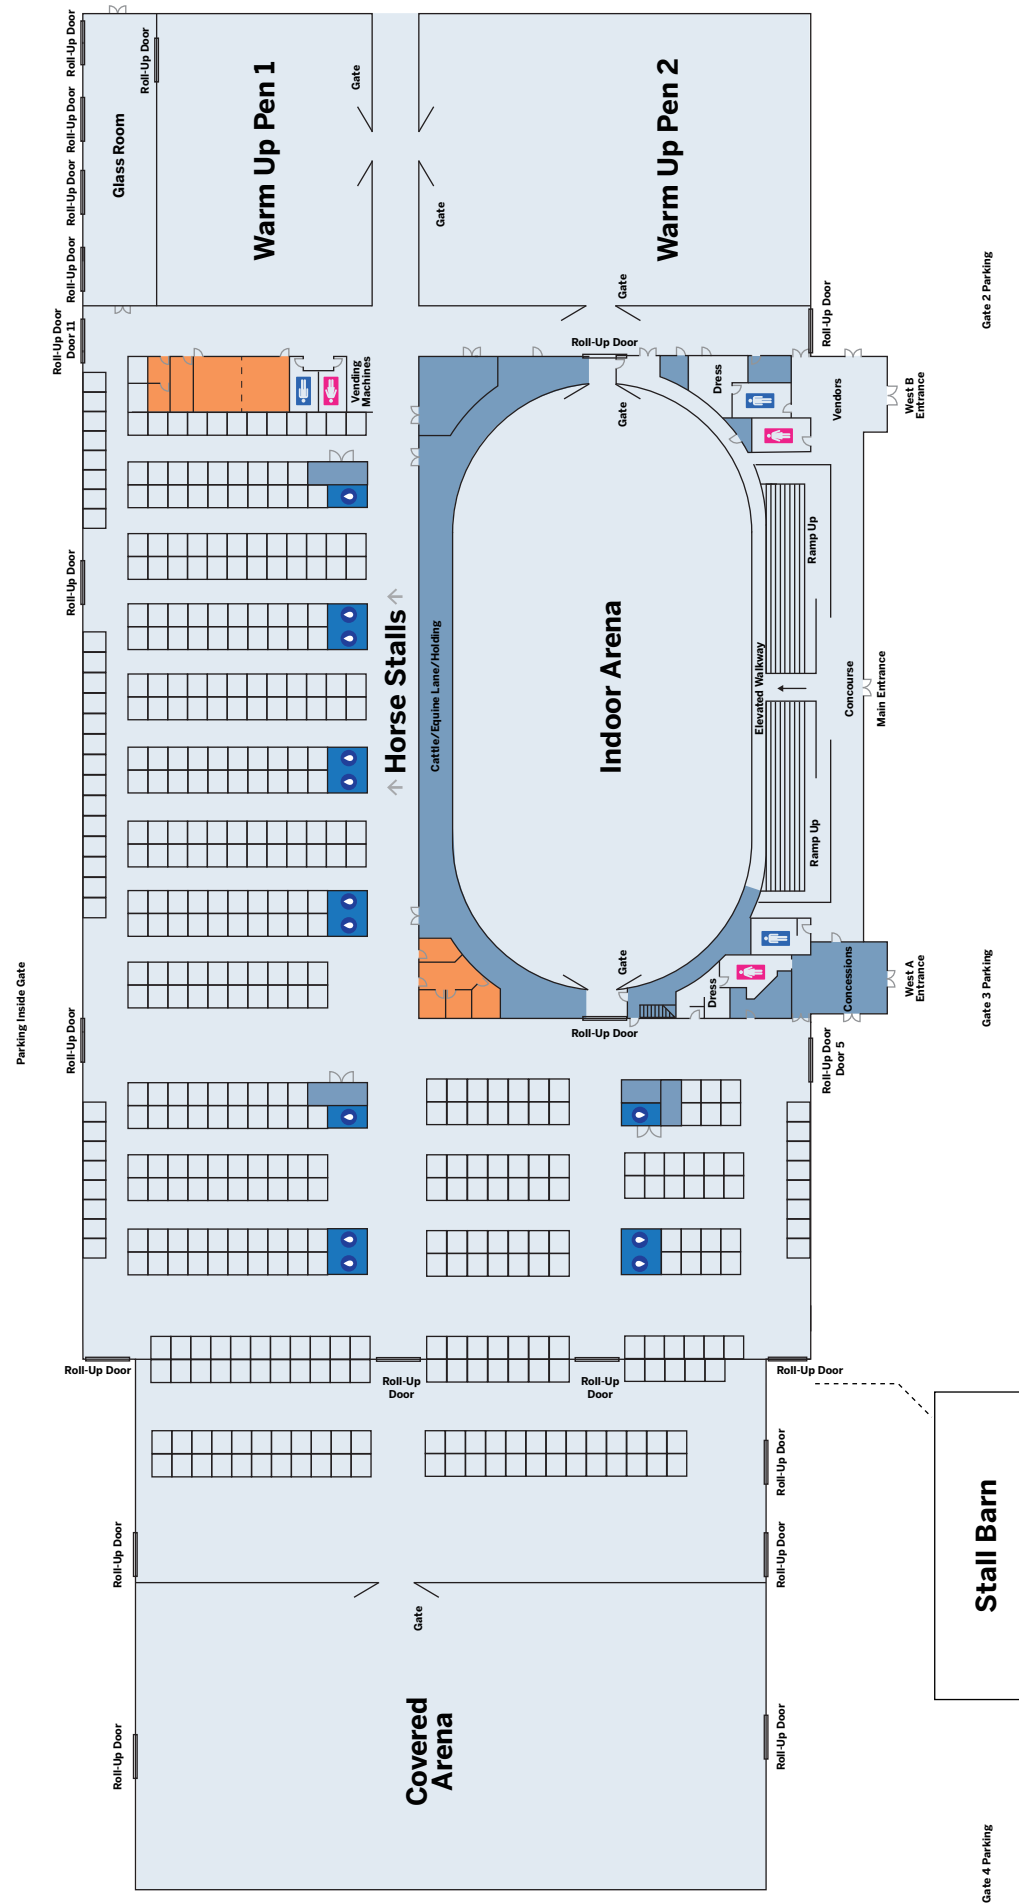 Roll-Up Door
Roll-Up Door
Roll-Up Door
Roll-Up Door
Roll-Up Door
Glass Room
Warm Up Pen 1
Gate
Gate
Warm Up Pen 2
Gate
Roll-Up Door
Door 11
Roll-Up Door
Roll-Up Door
Gate 2 Parking
Vending
Machines
Gate
Dress
Vendors
West B
Entrance
Roll-Up Door
Horse Stalls
Cattle/Equine Lane/Holding
Indoor Arena
Elevated Walkway
Ramp Up
Ramp Up
Concourse
Main Entrance
Parking Inside Gate
Roll-Up Door
Gate
Roll-Up Door
Dress
Concessions
West A
Entrance
Gate 3 Parking
Roll-Up Door
Door 5
Roll-Up Door
Roll-Up
Door
Roll-Up
Door
Roll-Up Door
Roll-Up Door
Roll-Up Door
Roll-Up Door
Stall Barn
Gate
Covered
Arena
Roll-Up Door
Roll-Up Door
Gate 4 Parking